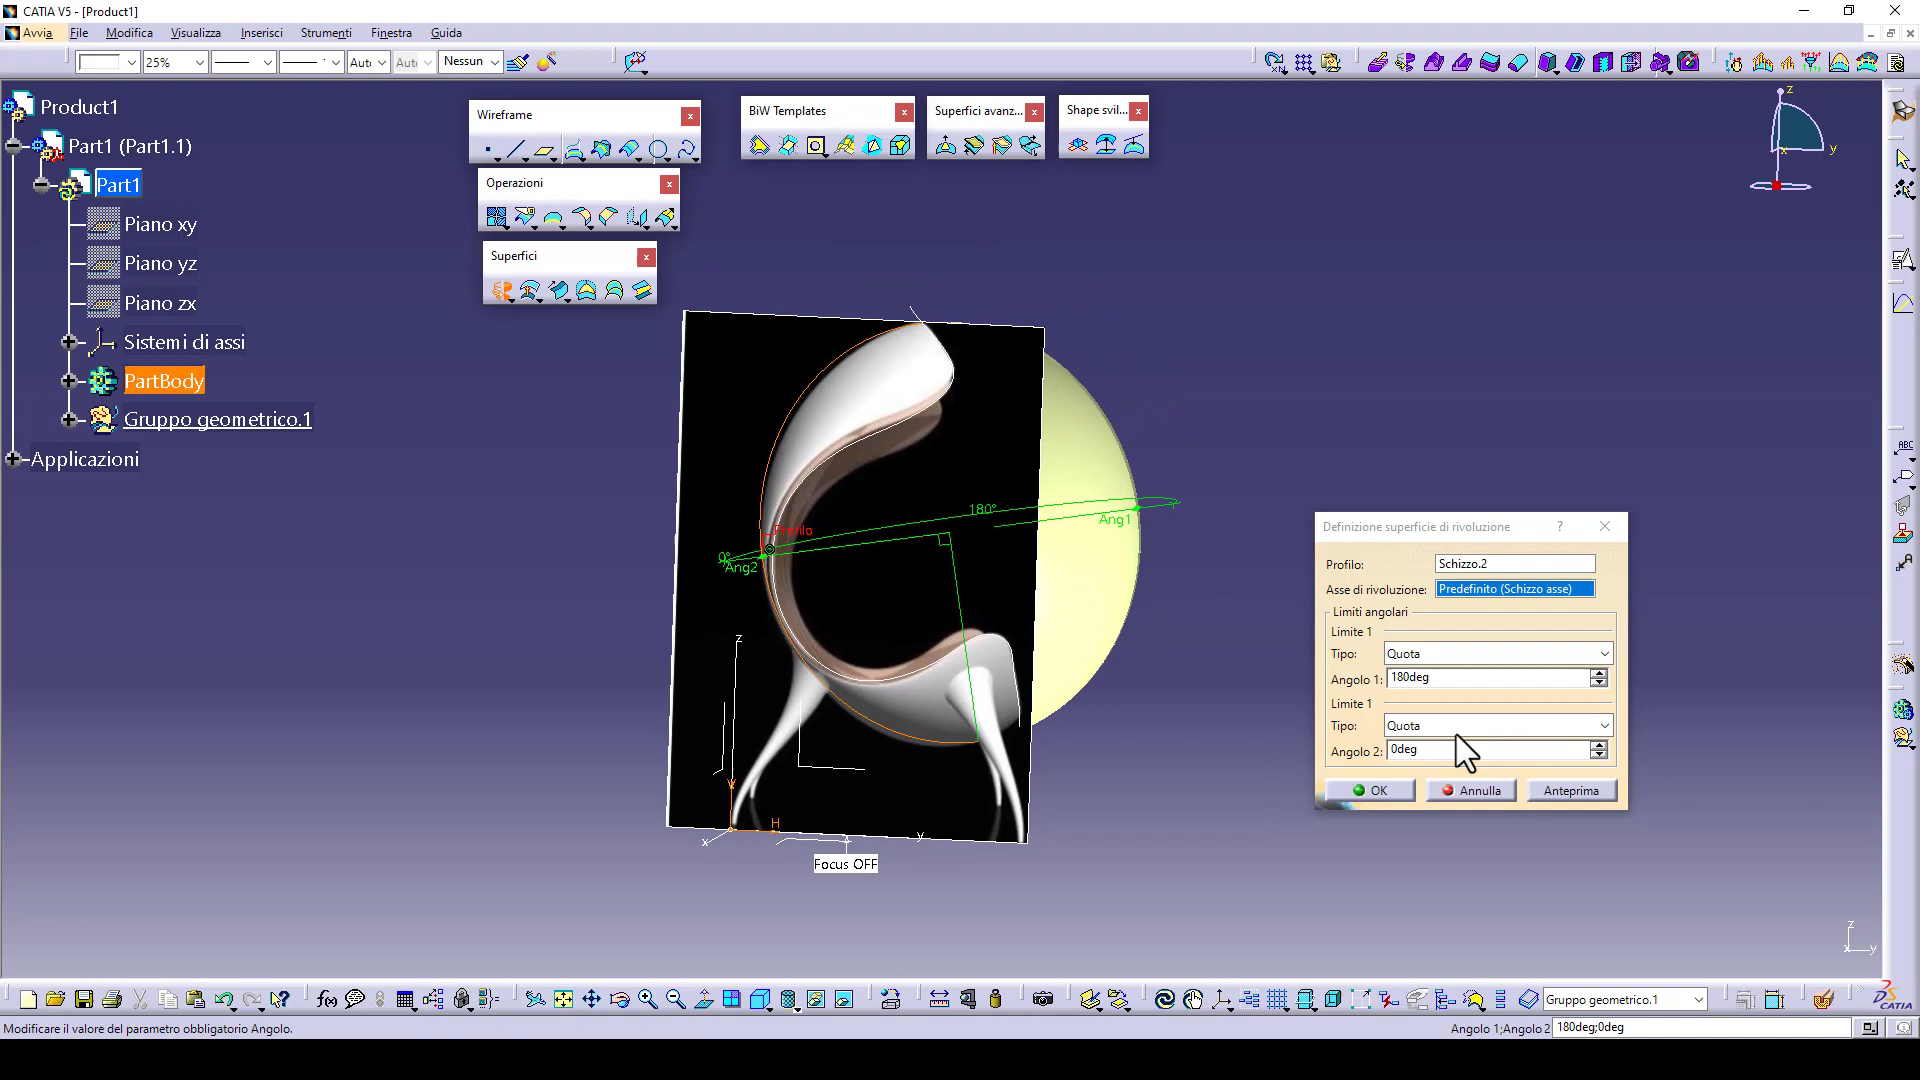 CATIA V5 - [Product1]
Avvia File Modifica Visualizza Inserisci Strumenti Finestra Guida
25% Aut Aut Nessun
Product1
Part1 (Part1.1)
Part1
Piano xy
Piano yz
Piano zx
Sistemi di assi
PartBody
Gruppo geometrico.1
Applicazioni
Wireframe
Operazioni
Superfici
BiW Templates
Superfici avanz...
Shape svil...
z
y
x
180°
Ang1
Profilo
0°
Ang2
z
V
H
x
y
Focus OFF
Definizione superficie di rivoluzione ?
Profilo: Schizzo.2
Asse di rivoluzione: Predefinito (Schizzo asse)
Limiti angolari
Limite 1
Tipo: Quota
Angolo 1: 180deg
Limite 1
Tipo: Quota
Angolo 2: 0deg
OK Annulla Anteprima
z
x
y
ABC
Gruppo geometrico.1
CATIA
Modificare il valore del parametro obbligatorio Angolo.
Angolo 1;Angolo 2 180deg;0deg